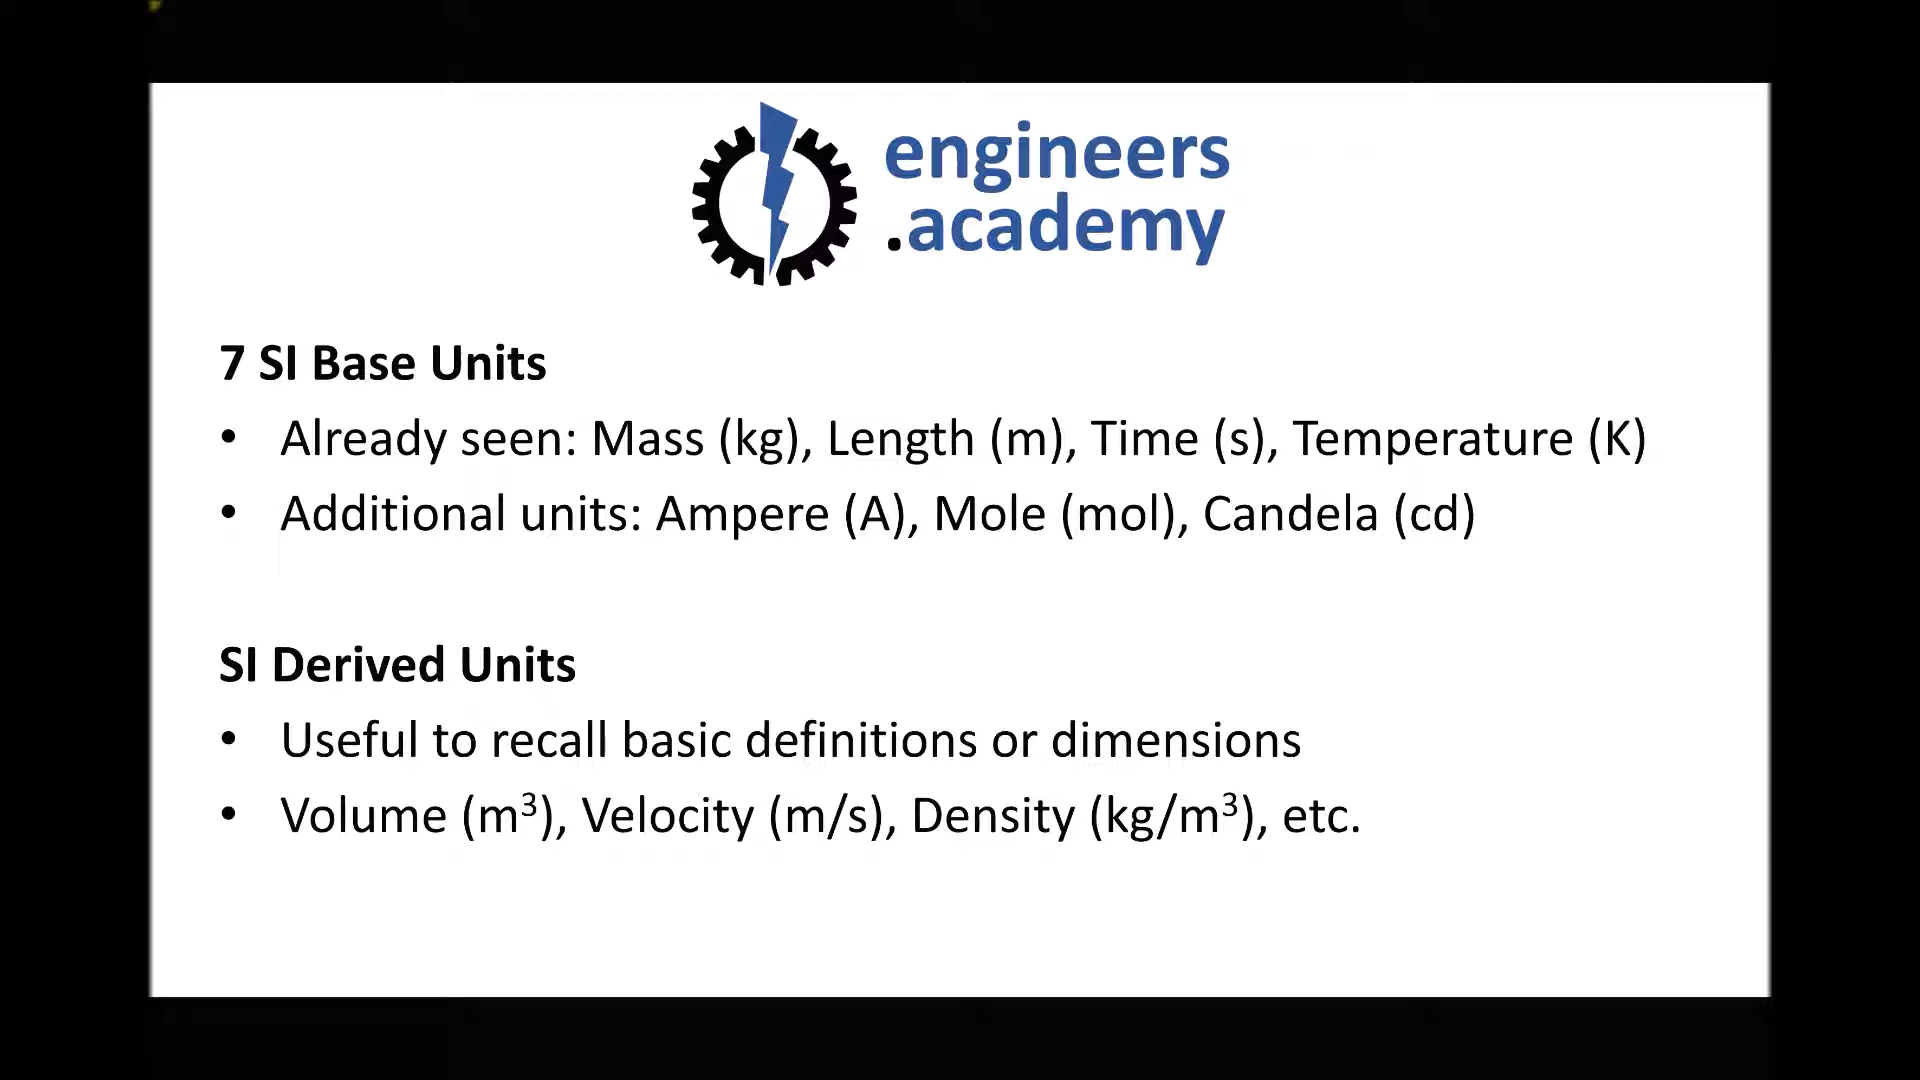 engineers
.academy
7 SI Base Units
• Already seen: Mass (kg), Length (m), Time (s), Temperature (K)
• Additional units: Ampere (A), Mole (mol), Candela (cd)
SI Derived Units
• Useful to recall basic definitions or dimensions
• Volume (m³), Velocity (m/s), Density (kg/m³), etc.